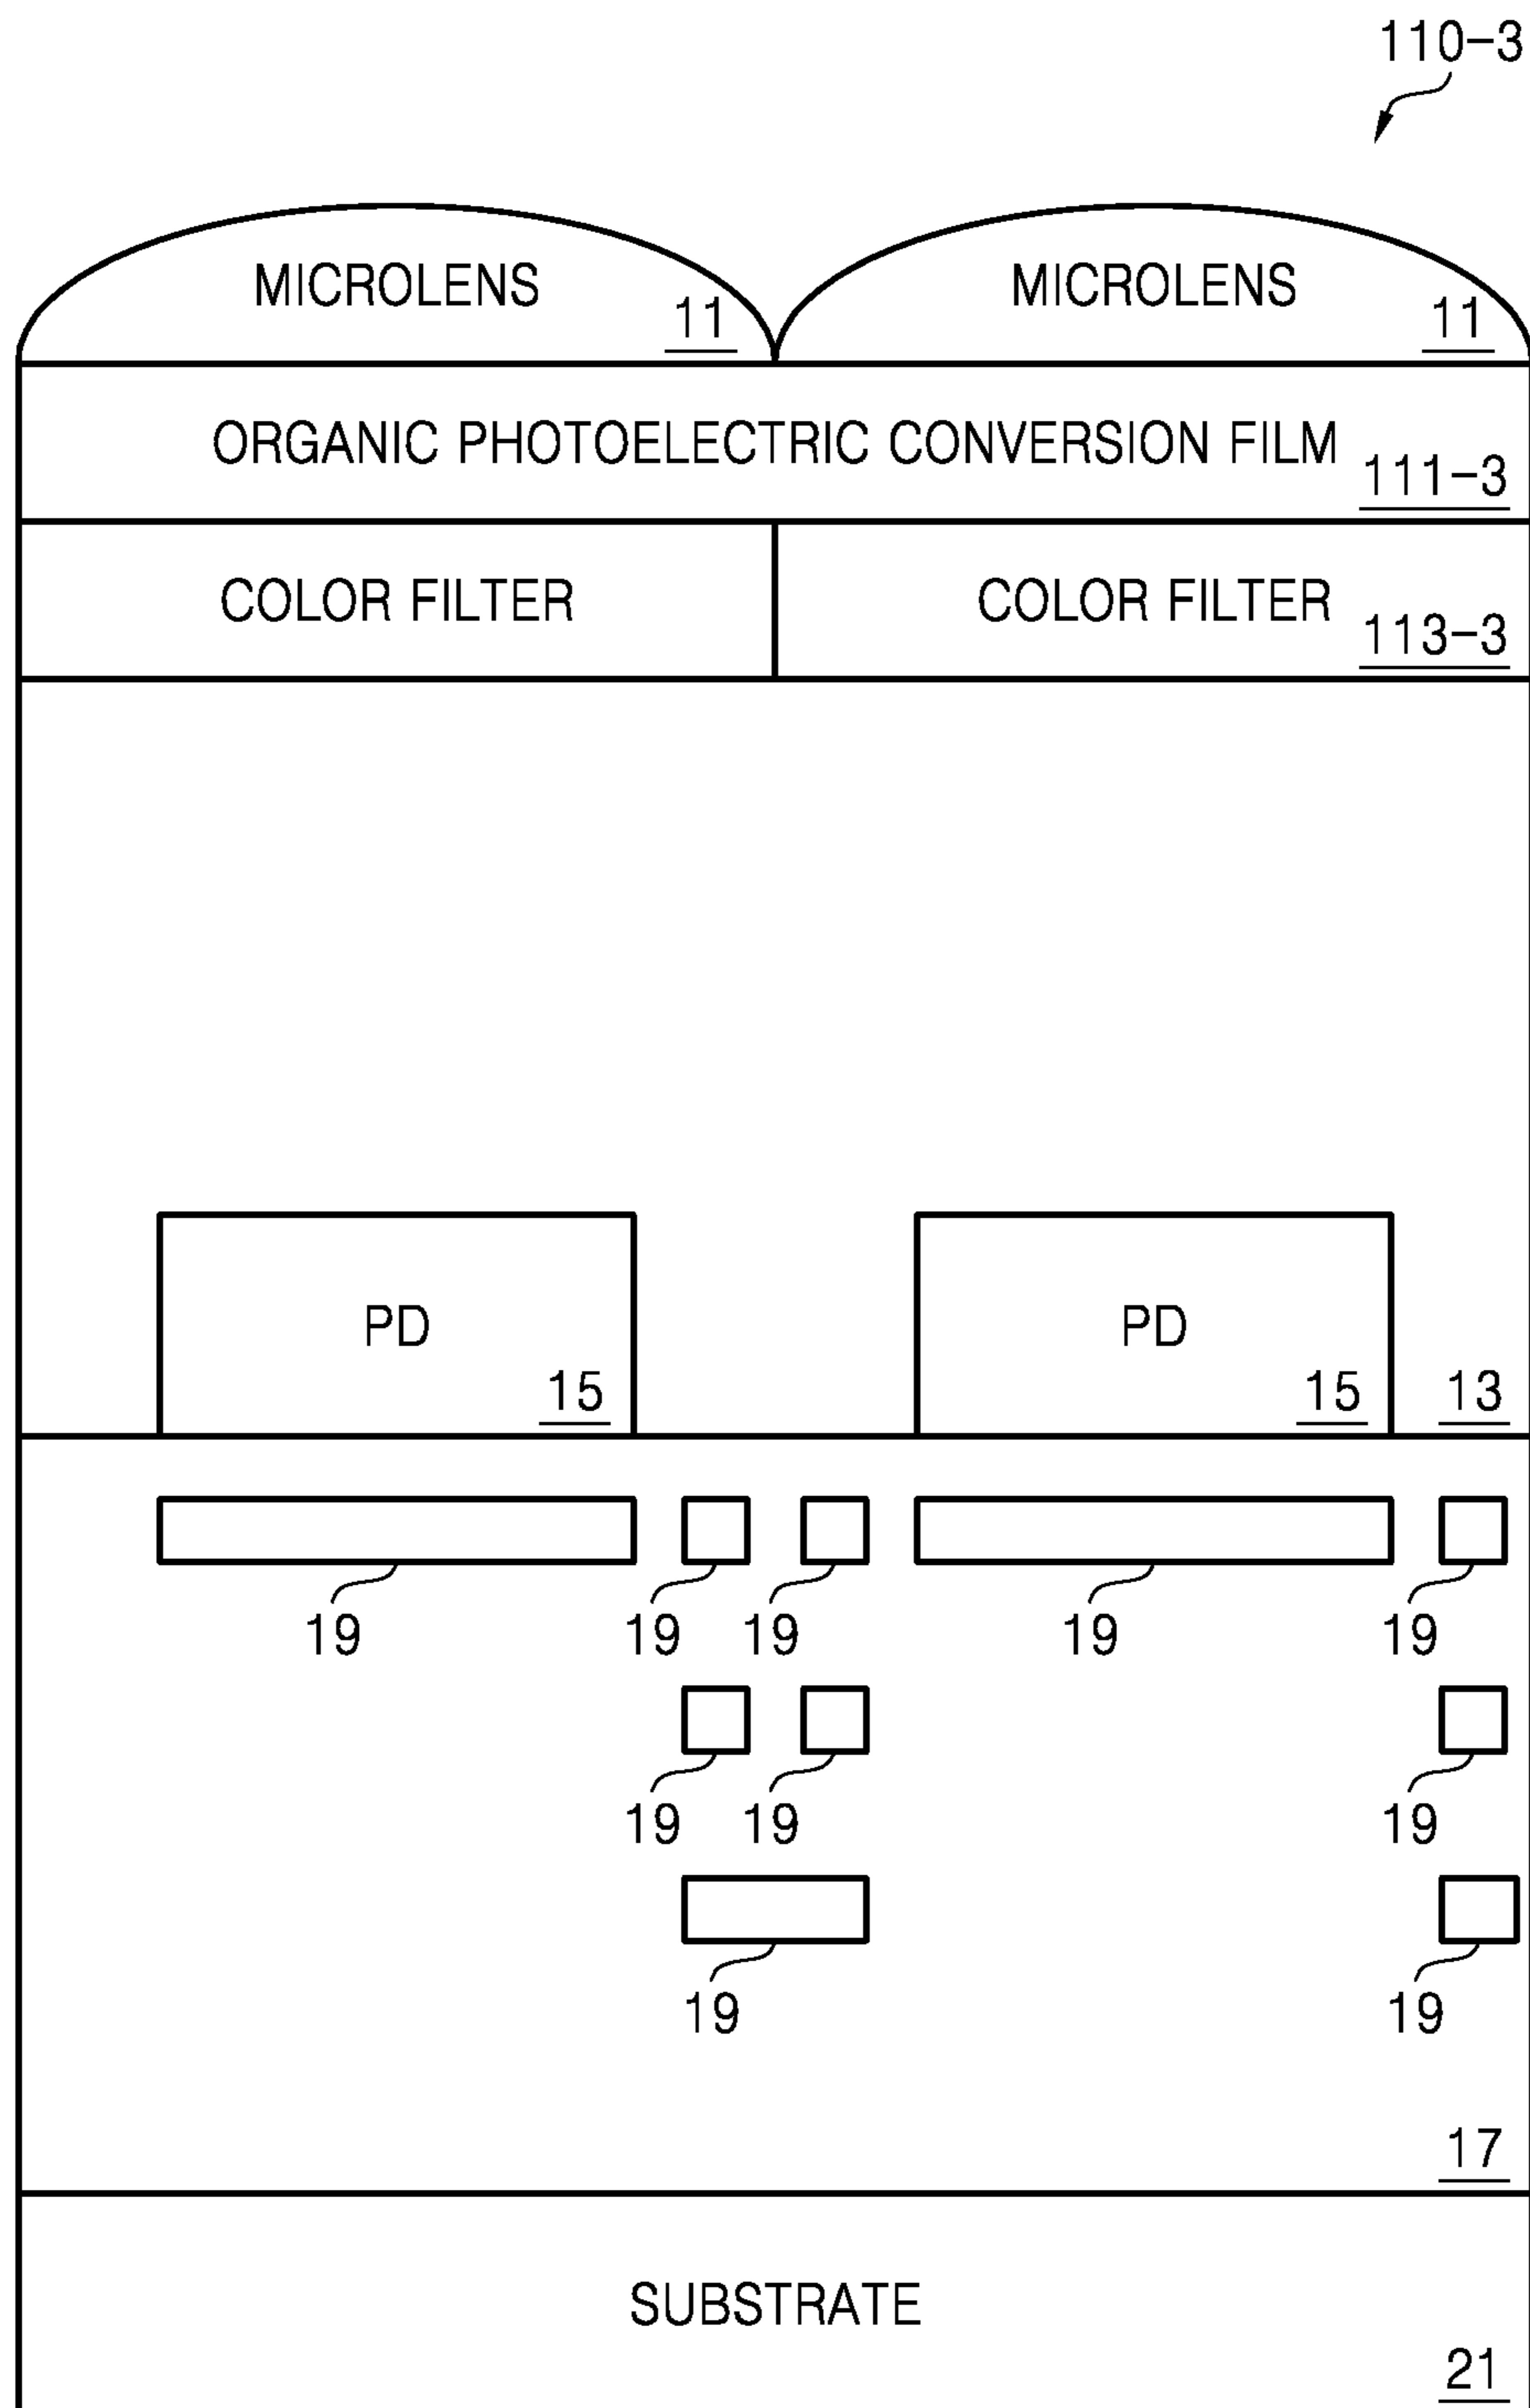 110-3
MICROLENS MICROLENS
11 11
ORGANIC PHOTOELECTRIC CONVERSION FILM
111-3
COLOR FILTER COLOR FILTER
113-3
PD PD
15 15 13
19 19 19 19 19
19 19 19
19 19
17
SUBSTRATE
21